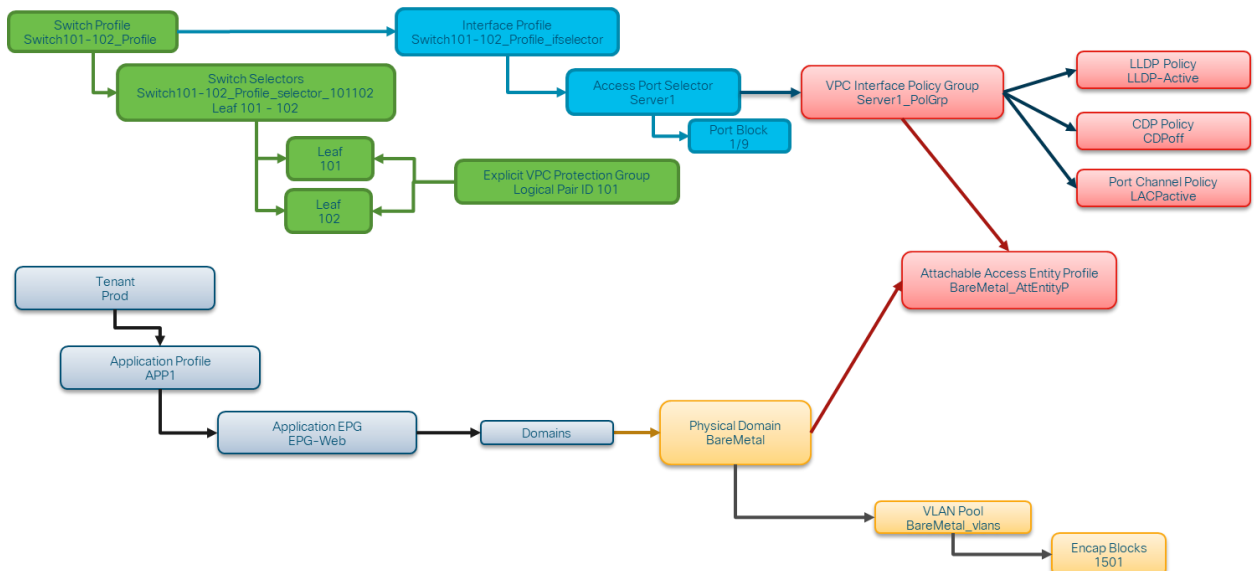 Switch Profile
Switch101-102_Profile
Interface Profile
Switch101-102_Profile_ifselector
Switch Selectors
Switch101-102_Profile_selector_101102
Leaf 101 - 102
Access Port Selector
Server1
VPC Interface Policy Group
Server1_PolGrp
LLDP Policy
LLDP-Active
Port Block
1/9
CDP Policy
CDPoff
Leaf
101
Explicit VPC Protection Group
Logical Pair ID 101
Port Channel Policy
LACPactive
Leaf
102
Tenant
Prod
Attachable Access Entity Profile
BareMetal_AttEntityP
Application Profile
APP1
Application EPG
EPG-Web
Domains
Physical Domain
BareMetal
VLAN Pool
BareMetal_vlans
Encap Blocks
1501